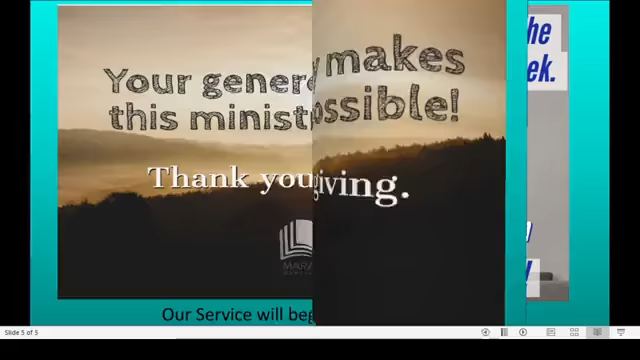 Your gener makes
this minist ossible!
Thank you giving.
he
ek.
MARA
Our Service will beg
Slide 5 of 5